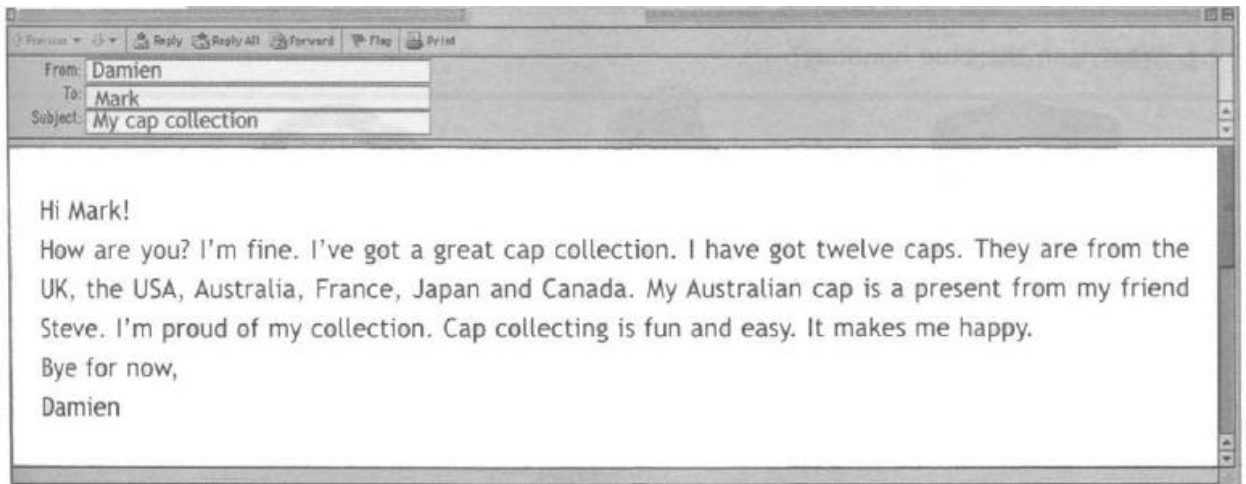 Previous Reply Reply All Forward Flag Print
From: Damien
To: Mark
Subject: My cap collection
Hi Mark!
How are you? I'm fine. I've got a great cap collection. I have got twelve caps. They are from the
UK, the USA, Australia, France, Japan and Canada. My Australian cap is a present from my friend
Steve. I'm proud of my collection. Cap collecting is fun and easy. It makes me happy.
Bye for now,
Damien